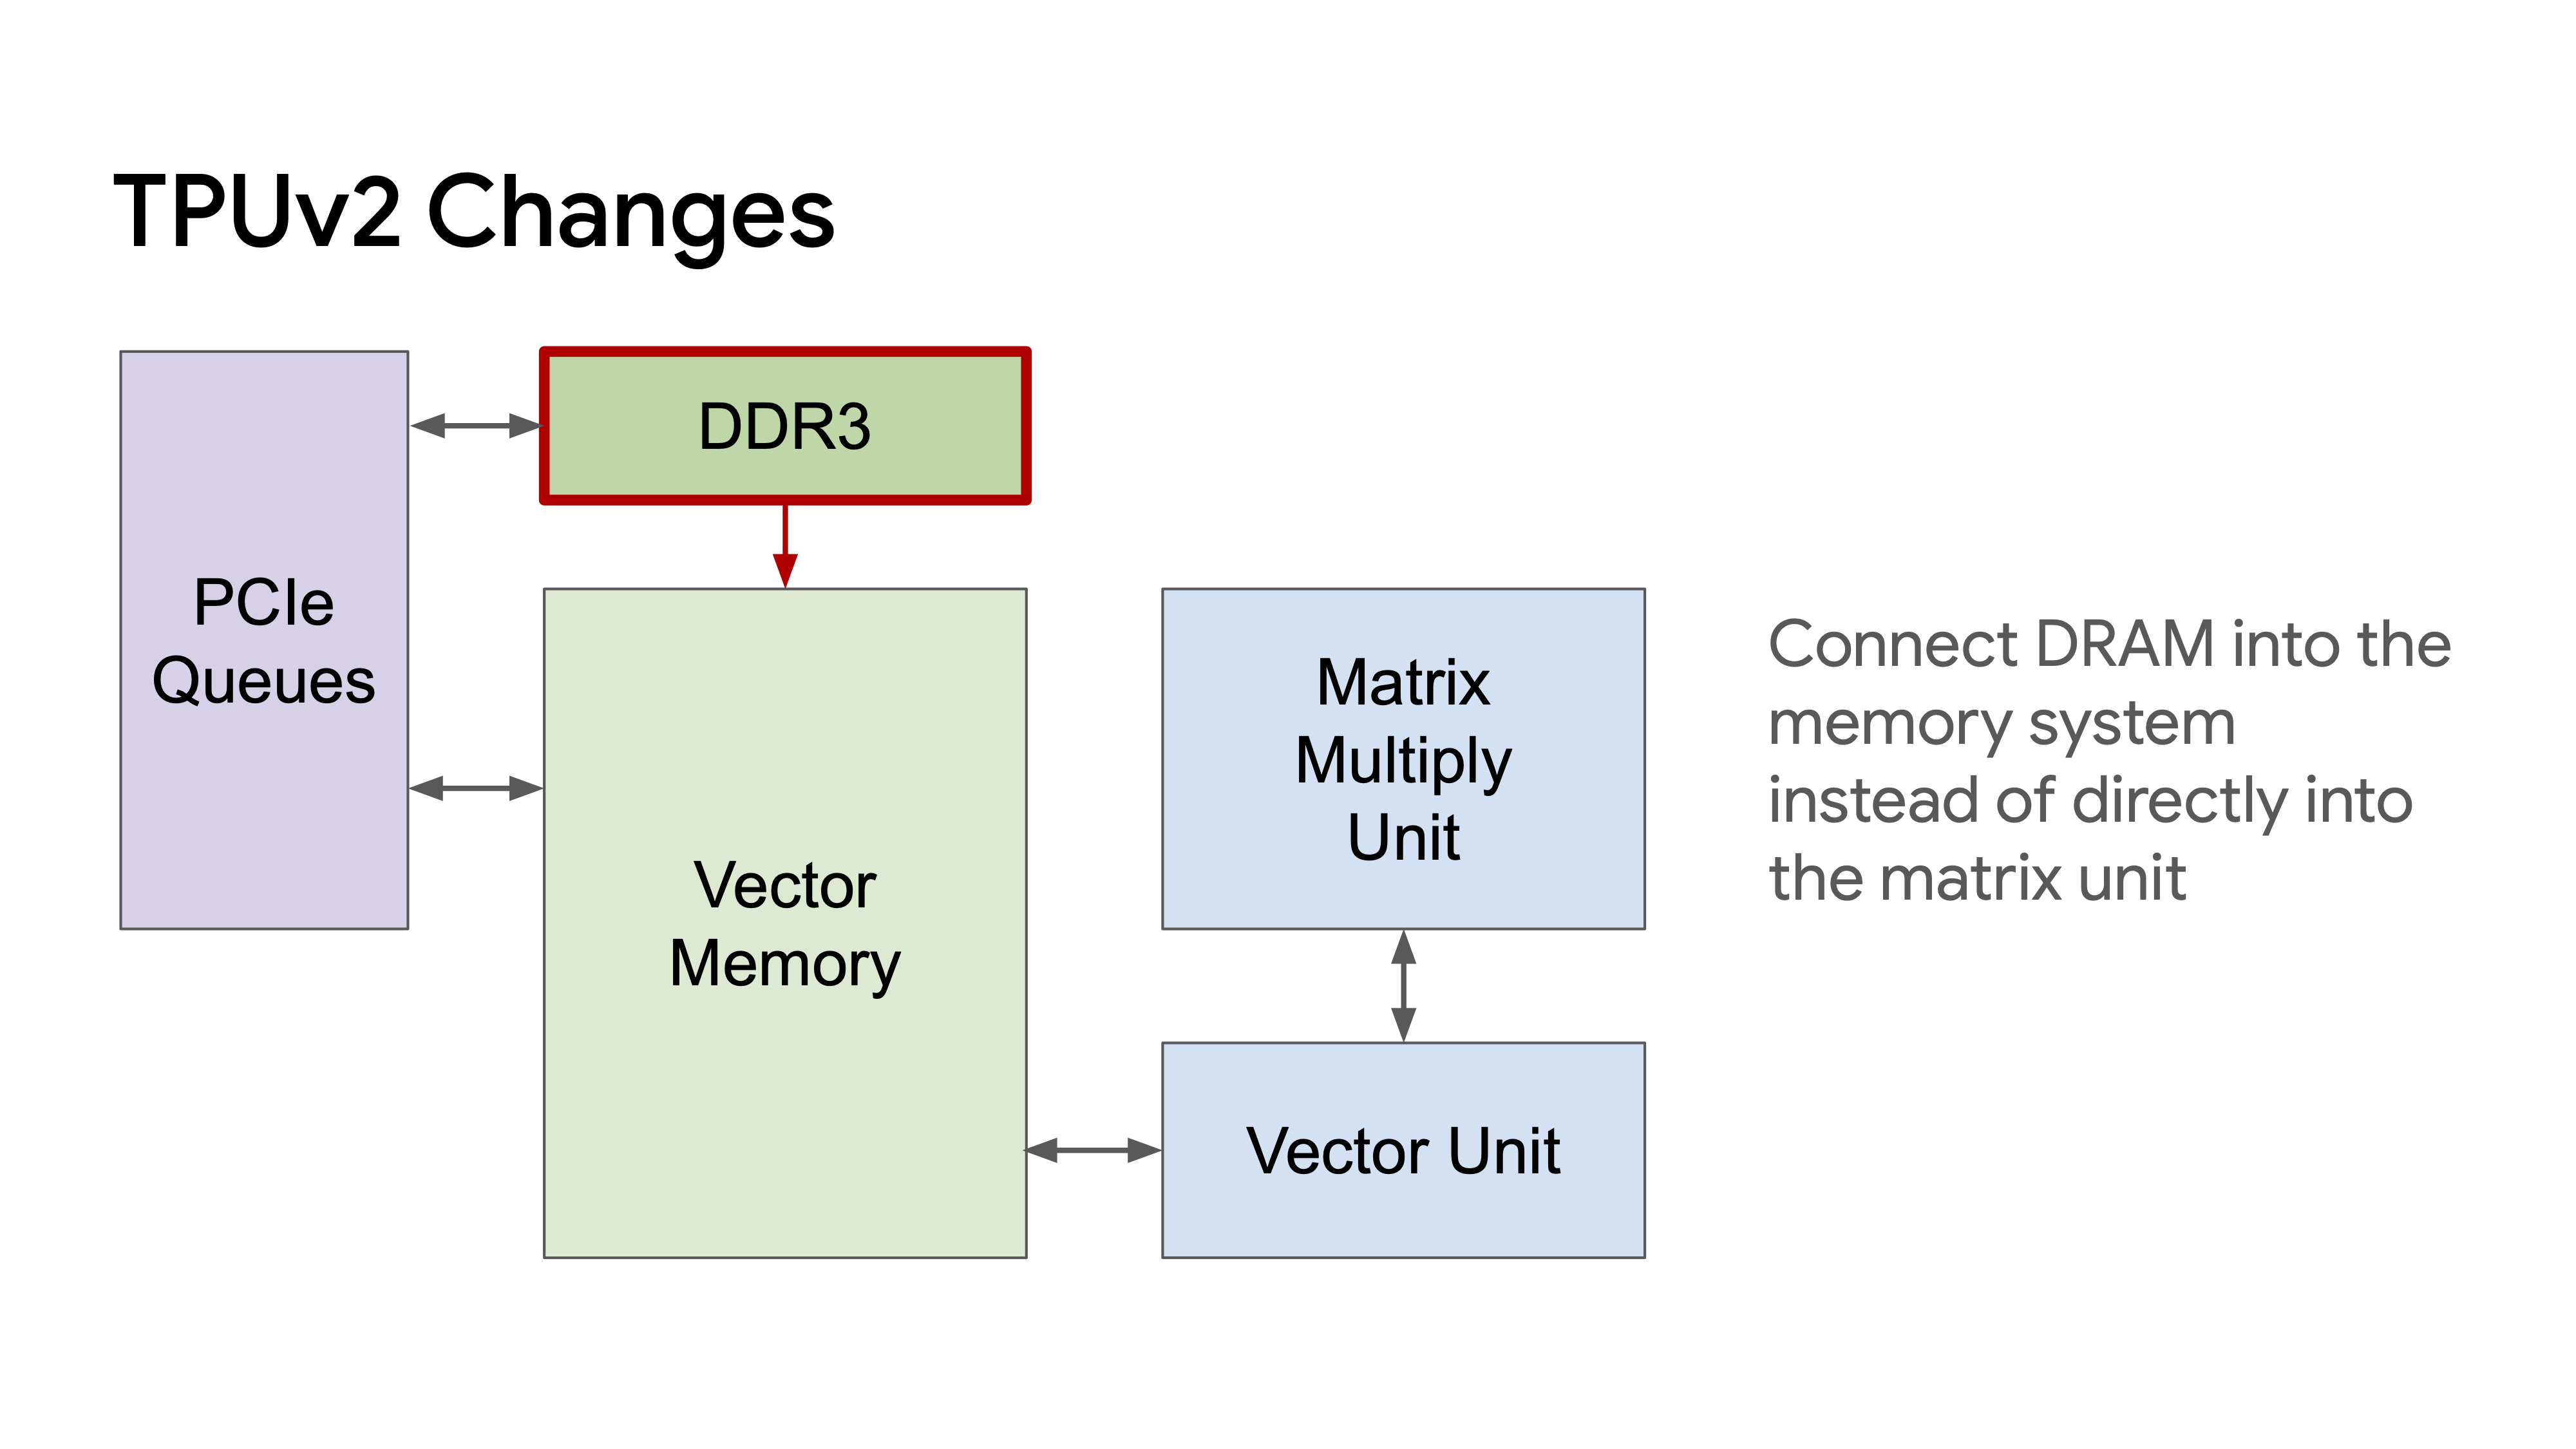 TPUv2 Changes
DDR3
PCIe
Queues
Vector
Memory
Matrix
Multiply
Unit
Vector Unit
Connect DRAM into the
memory system
instead of directly into
the matrix unit